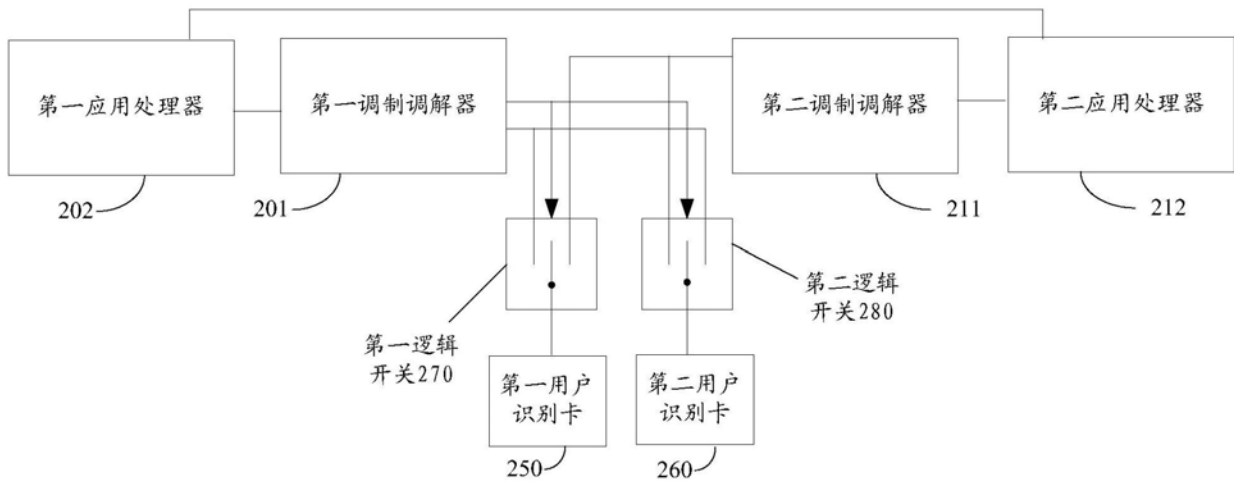 第一应用处理器
第一调制调解器
第二调制调解器
第二应用处理器
202
201
211
212
第一逻辑
开关270
第二逻辑
开关280
第一用户
识别卡
第二用户
识别卡
250
260